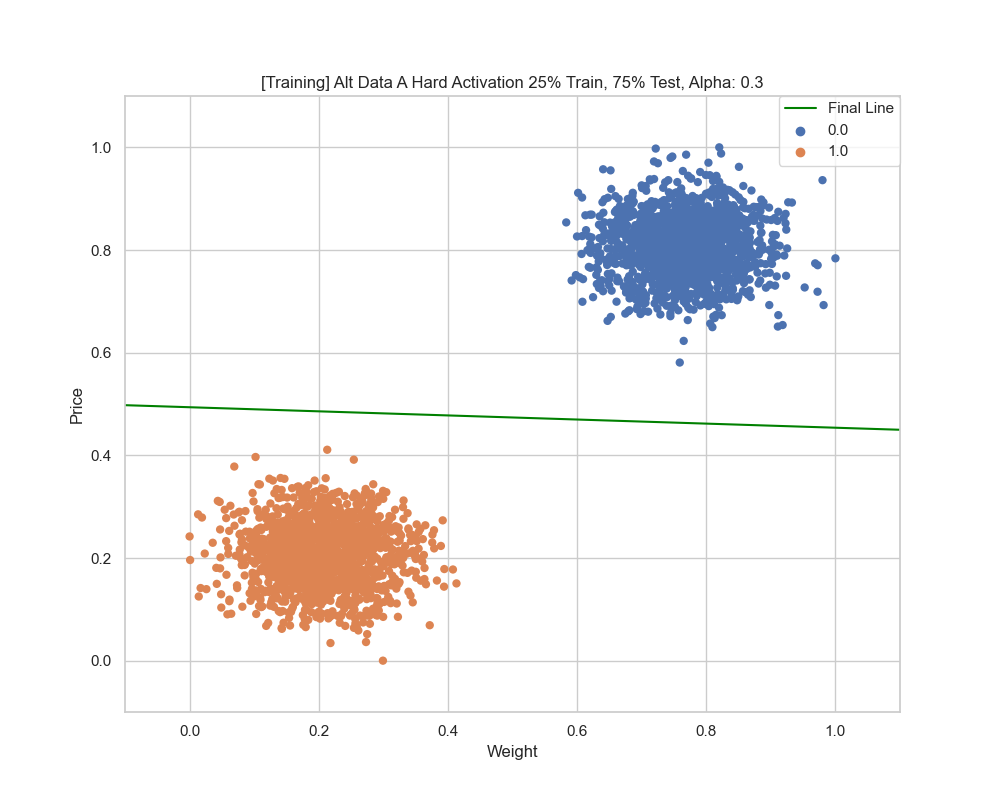 [Training] Alt Data A Hard Activation 25% Train, 75% Test, Alpha: 0.3
Final Line
0.0
1.0
1.0
0.8
0.6
0.4
0.2
0.0
Price
0.0 0.2 0.4 0.6 0.8 1.0
Weight